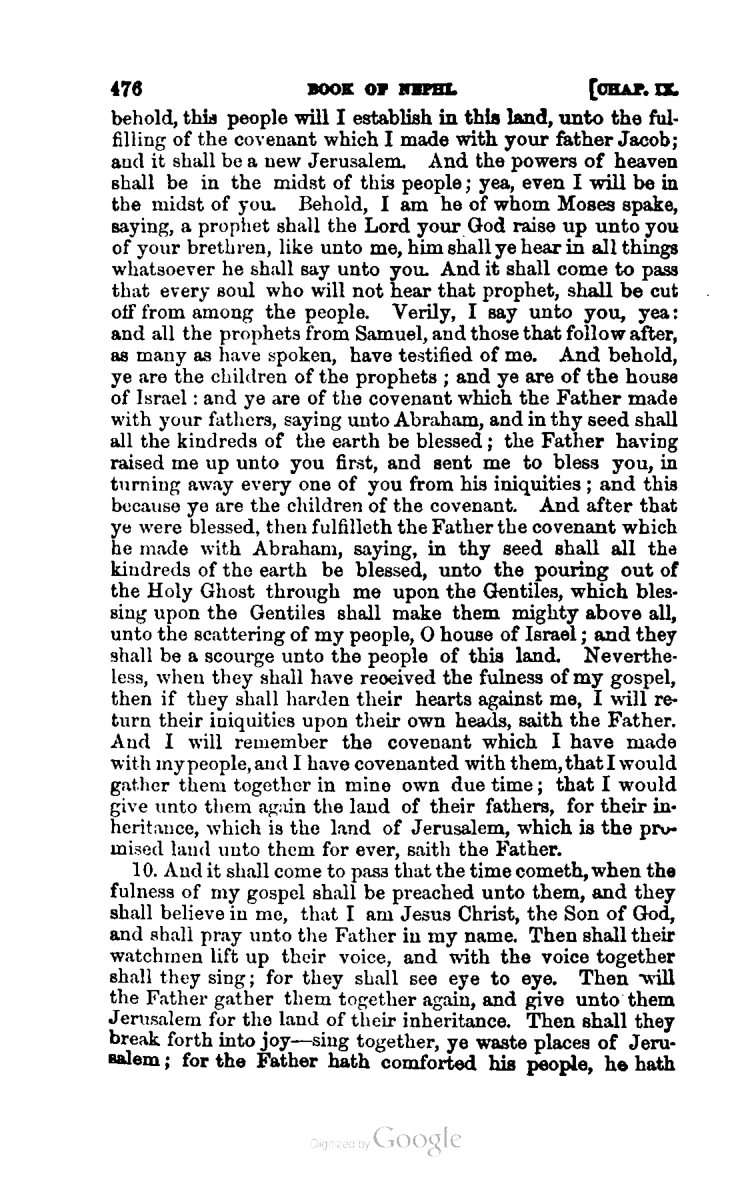 476 BOOK OF NEPHI. [CHAP. IX.
behold, this people will I establish in this land, unto the ful-
filling of the covenant which I made with your father Jacob;
and it shall be a new Jerusalem. And the powers of heaven
shall be in the midst of this people; yea, even I will be in
the midst of you. Behold, I am he of whom Moses spake,
saying, a prophet shall the Lord your God raise up unto you
of your brethren, like unto me, him shall ye hear in all things
whatsoever he shall say unto you. And it shall come to pass
that every soul who will not hear that prophet, shall be cut
off from among the people. Verily, I say unto you, yea:
and all the prophets from Samuel, and those that follow after,
as many as have spoken, have testified of me. And behold,
ye are the children of the prophets ; and ye are of the house
of Israel : and ye are of the covenant which the Father made
with your fathers, saying unto Abraham, and in thy seed shall
all the kindreds of the earth be blessed ; the Father having
raised me up unto you first, and sent me to bless you, in
turning away every one of you from his iniquities ; and this
because ye are the children of the covenant. And after that
ye were blessed, then fulfilleth the Father the covenant which
he made with Abraham, saying, in thy seed shall all the
kindreds of the earth be blessed, unto the pouring out of
the Holy Ghost through me upon the Gentiles, which bles-
sing upon the Gentiles shall make them mighty above all,
unto the scattering of my people, O house of Israel ; and they
shall be a scourge unto the people of this land. Neverthe-
less, when they shall have received the fulness of my gospel,
then if they shall harden their hearts against me, I will re-
turn their iniquities upon their own heads, saith the Father.
And I will remember the covenant which I have made
with my people, and I have covenanted with them, that I would
gather them together in mine own due time ; that I would
give unto them again the land of their fathers, for their in-
heritance, which is the land of Jerusalem, which is the pro-
mised land unto them for ever, saith the Father.
10. And it shall come to pass that the time cometh, when the
fulness of my gospel shall be preached unto them, and they
shall believe in me, that I am Jesus Christ, the Son of God,
and shall pray unto the Father in my name. Then shall their
watchmen lift up their voice, and with the voice together
shall they sing ; for they shall see eye to eye. Then will
the Father gather them together again, and give unto them
Jerusalem for the land of their inheritance. Then shall they
break forth into joy—sing together, ye waste places of Jeru-
salem ; for the Father hath comforted his people, he hath
Digitized by Google